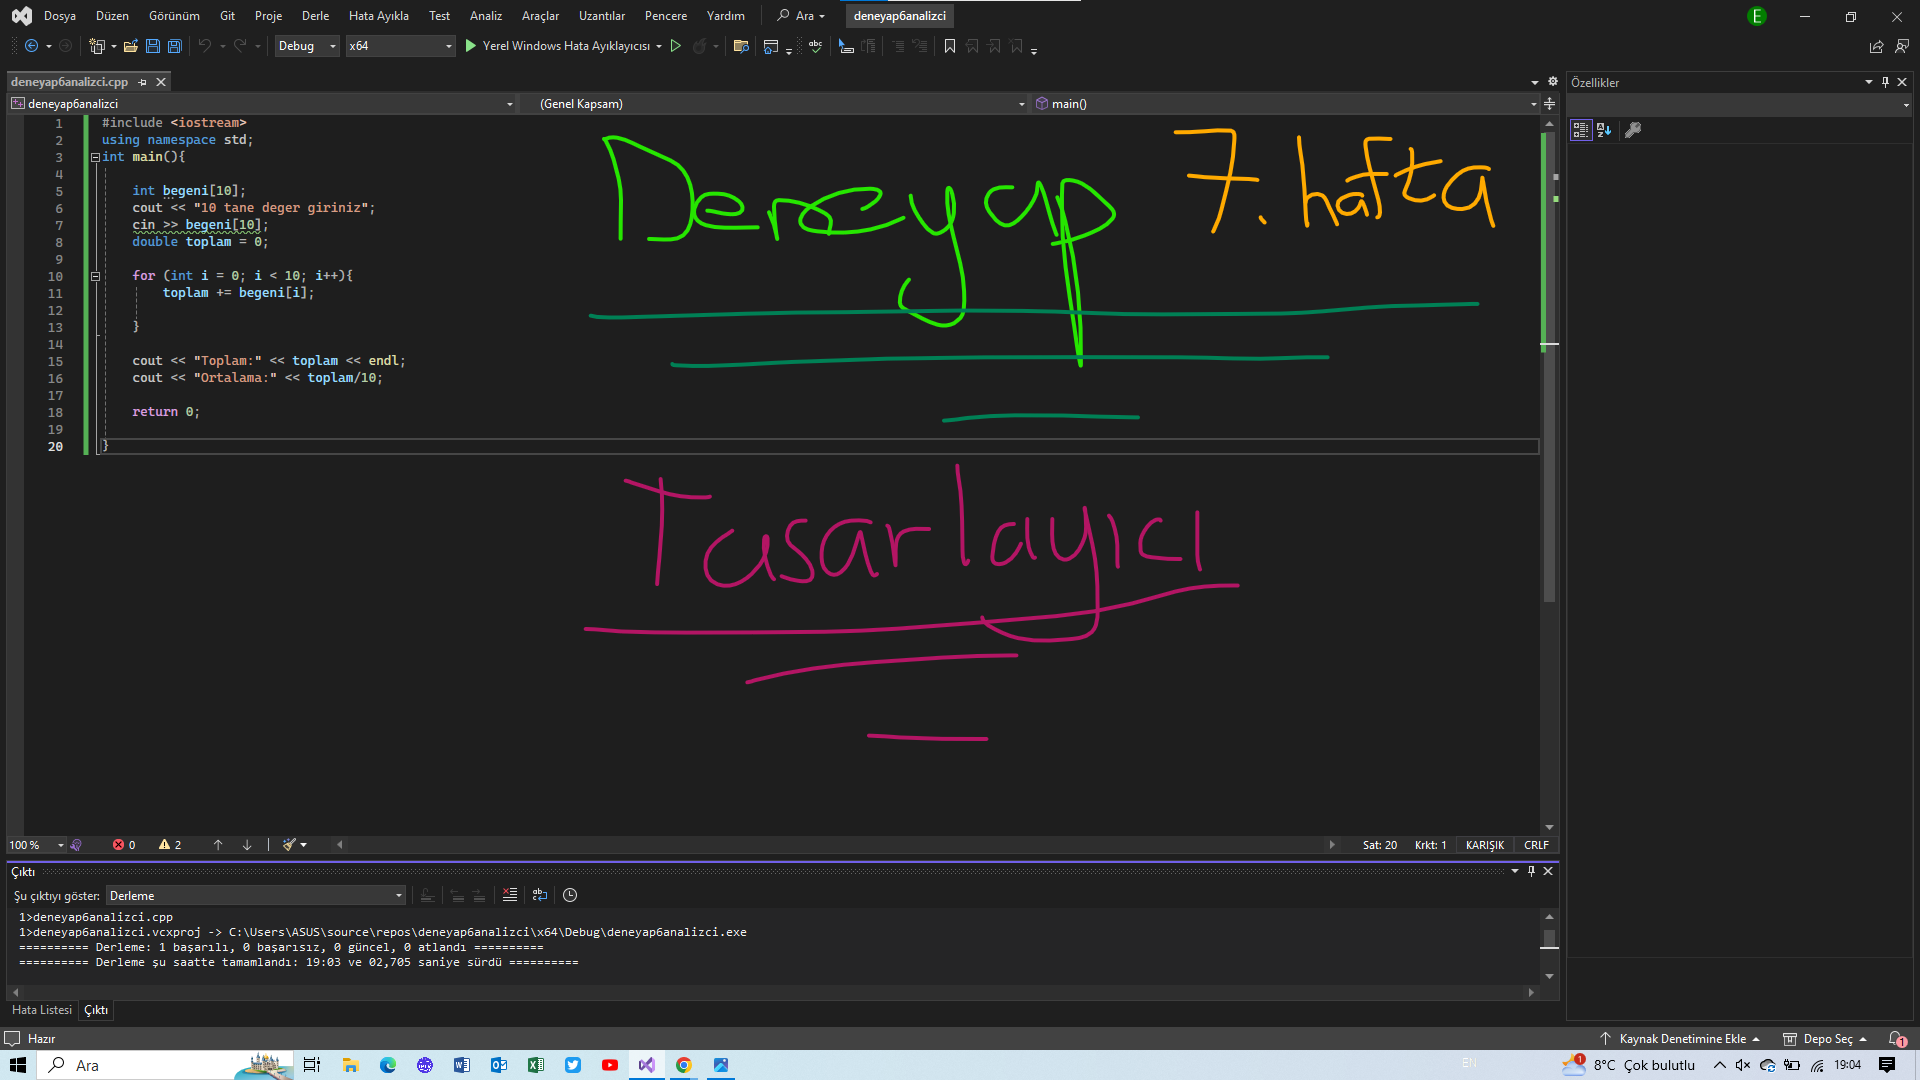 Dosya Düzen Görünüm Git Proje Derle Hata Ayıkla Test Analiz Araçlar Uzantılar Pencere Yardım Ara deneyap6analizci E
Debug x64 Yerel Windows Hata Ayıklayıcısı
deneyap6analizci.cpp
deneyap6analizci (Genel Kapsam) main()
Özellikler
1 #include <iostream>
2 using namespace std;
3 int main(){
4
5 int begeni[10];
6 cout << "10 tane deger giriniz";
7 cin >> begeni[10];
8 double toplam = 0;
9
10 for (int i = 0; i < 10; i++){
11 toplam += begeni[i];
12
13 }
14
15 cout << "Toplam:" << toplam << endl;
16 cout << "Ortalama:" << toplam/10;
17
18 return 0;
19
20 }
Deneyap 7. hafta
Tasarlayıcı
100 % 0 2 Sat: 20 Krkt: 1 KARIŞIK CRLF
Çıktı
Şu çıktıyı göster: Derleme
1>deneyap6analizci.cpp
1>deneyap6analizci.vcxproj -> C:\Users\ASUS\source\repos\deneyap6analizci\x64\Debug\deneyap6analizci.exe
========== Derleme: 1 başarılı, 0 başarısız, 0 güncel, 0 atlandı ==========
========== Derleme şu saatte tamamlandı: 19:03 ve 02,705 saniye sürdü ==========
Hata Listesi Çıktı
Hazır Kaynak Denetimine Ekle Depo Seç 1
Ara EN 1 8°C Çok bulutlu 19:04